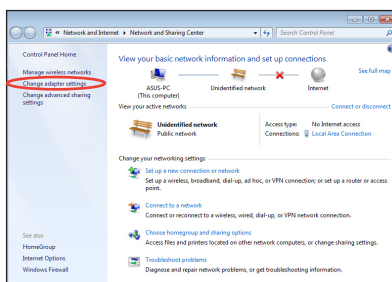 « Network and Internet ▸ Network and Sharing Center
Search Control Panel
Control Panel Home
Manage wireless networks
Change adapter settings
Change advanced sharing
settings
See also
HomeGroup
Internet Options
Windows Firewall
View your basic network information and set up connections
See full map
ASUS-PC
(This computer)
Unidentified network
Internet
View your active networks
Connect or disconnect
Unidentified network
Public network
Access type: No Internet access
Connections: Local Area Connection
Change your networking settings
Set up a new connection or network
Set up a wireless, broadband, dial-up, ad hoc, or VPN connection; or set up a router or access
point.
Connect to a network
Connect or reconnect to a wireless, wired, dial-up, or VPN network connection.
Choose homegroup and sharing options
Access files and printers located on other network computers, or change sharing settings.
Troubleshoot problems
Diagnose and repair network problems, or get troubleshooting information.